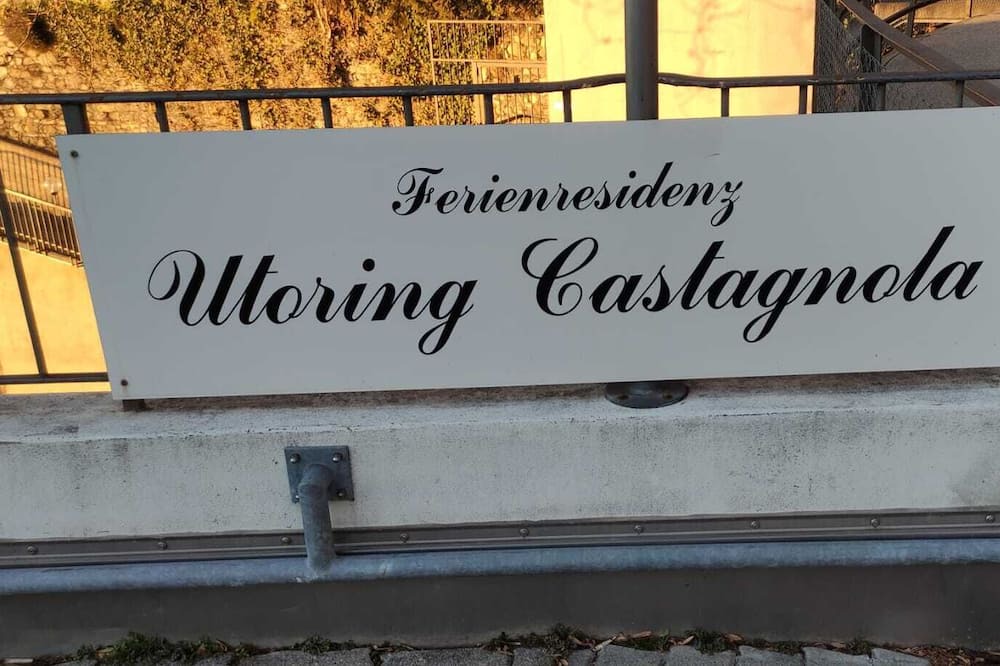 Ferienresidenz
Utoring Castagnola